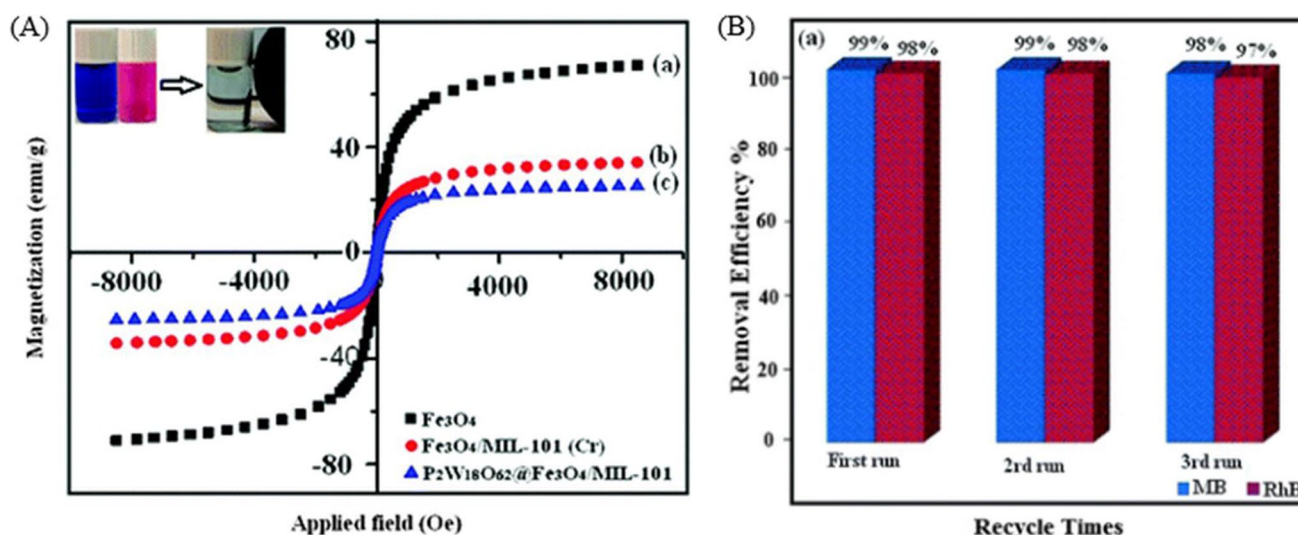 (A)
80
40
0
-40
-80
-8000
-4000
4000
8000
(a)
(b)
(c)
Fe3O4
Fe3O4/MIL-101 (Cr)
P2W18O62@Fe3O4/MIL-101
Magnetization (emu/g)
Applied field (Oe)
(B)
(a)
99%
98%
99%
98%
98%
97%
100
80
60
40
20
0
Removal Efficiency %
First run
2rd run
3rd run
MB
RhB
Recycle Times